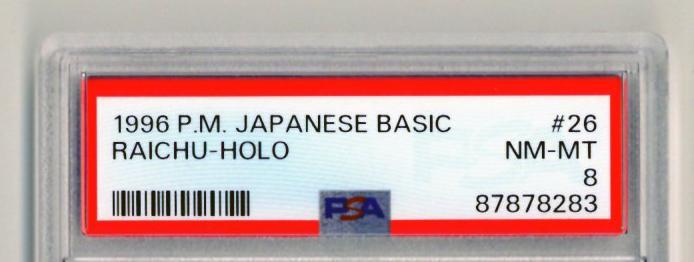 1996 P.M. JAPANESE BASIC #26
RAICHU-HOLO NM-MT
8
87878283
PSA